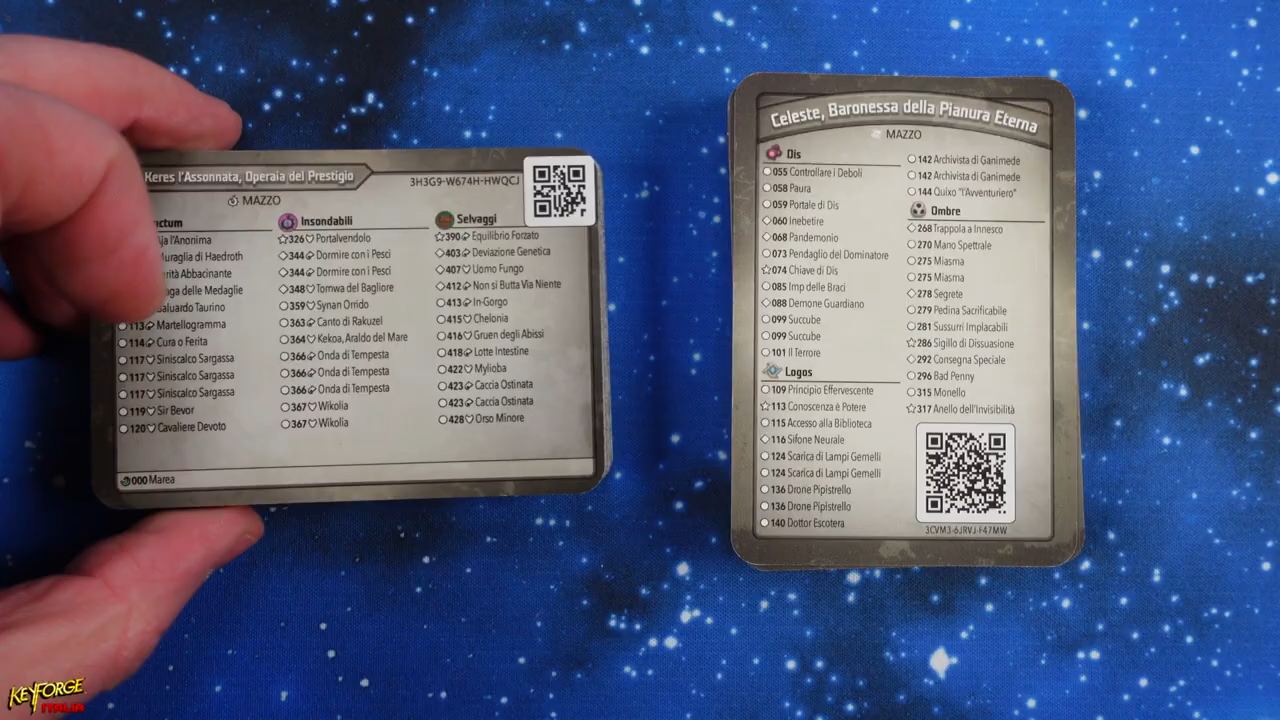 Keres l'Assonnata, Operaia del Prestigio
3H3G9-W674H-HWQCJ
MAZZO
nctum
Aja l'Anonima
uraglia di Haedroth
rità Abbacinante
nga delle Medaglie
aluardo Taurino
113 Martellogramma
114 Cura o Ferita
117 Siniscalco Sargassa
117 Siniscalco Sargassa
117 Siniscalco Sargassa
119 Sir Bevor
120 Cavaliere Devoto
Insondabili
326 Portalvendolo
344 Dormire con i Pesci
344 Dormire con i Pesci
348 Tomwa del Bagliore
359 Synan Orrido
363 Canto di Rakuzel
364 Kekoa, Araldo del Mare
366 Onda di Tempesta
366 Onda di Tempesta
366 Onda di Tempesta
367 Wikolia
367 Wikolia
Selvaggi
390 Equilibrio Forzato
403 Deviazione Genetica
407 Uomo Fungo
412 Non si Butta Via Niente
413 In-Gorgo
415 Chelonia
416 Gruen degli Abissi
418 Lotte Intestine
422 Mylioba
423 Caccia Ostinata
423 Caccia Ostinata
428 Orso Minore
000 Marea
Celeste, Baronessa della Pianura Eterna
MAZZO
Dis
055 Controllare i Deboli
058 Paura
059 Portale di Dis
060 Inebetire
068 Pandemonio
073 Pendaglio del Dominatore
074 Chiave di Dis
085 Imp delle Braci
088 Demone Guardiano
099 Succube
099 Succube
101 Il Terrore
Logos
109 Principio Effervescente
113 Conoscenza è Potere
115 Accesso alla Biblioteca
116 Sifone Neurale
124 Scarica di Lampi Gemelli
124 Scarica di Lampi Gemelli
136 Drone Pipistrello
136 Drone Pipistrello
140 Dottor Escotera
142 Archivista di Ganimede
142 Archivista di Ganimede
144 Quixo "l'Avventuriero"
Ombre
268 Trappola a Innesco
270 Mano Spettrale
275 Miasma
275 Miasma
278 Segrete
279 Pedina Sacrificabile
281 Sussurri Implacabili
286 Sigillo di Dissuasione
292 Consegna Speciale
296 Bad Penny
315 Monello
317 Anello dell'Invisibilità
3CVM3-6JRVJ-F47MW
KEYFORGE
ITALIA